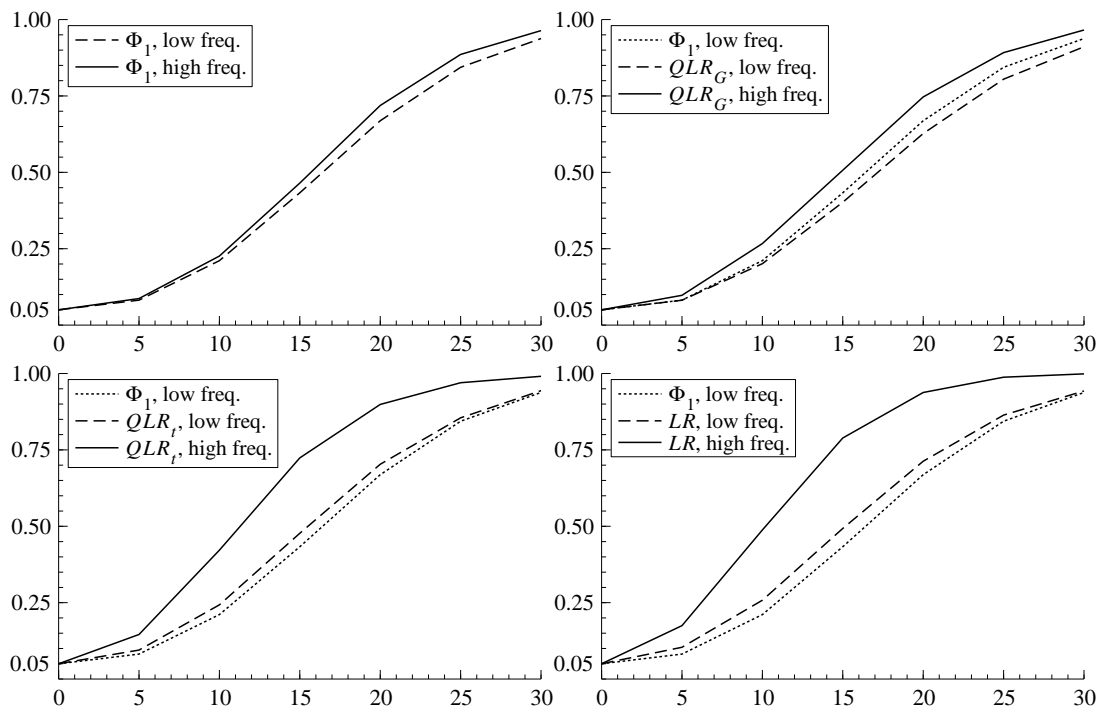 1.00
0.75
0.50
0.25
0.05
0 5 10 15 20 25 30
Φ1, low freq.
Φ1, high freq.
1.00
0.75
0.50
0.25
0.05
0 5 10 15 20 25 30
Φ1, low freq.
QLRG, low freq.
QLRG, high freq.
1.00
0.75
0.50
0.25
0.05
0 5 10 15 20 25 30
Φ1, low freq.
QLRt, low freq.
QLRt, high freq.
1.00
0.75
0.50
0.25
0.05
0 5 10 15 20 25 30
Φ1, low freq.
LR, low freq.
LR, high freq.